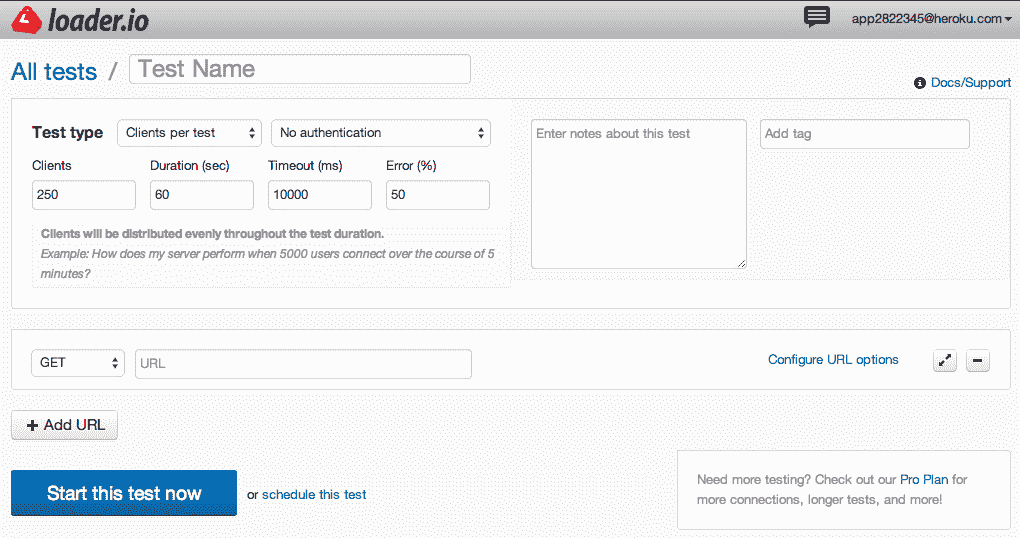 loader.io
app2822345@heroku.com
All tests / Test Name
Docs/Support
Test type Clients per test No authentication
Clients Duration (sec) Timeout (ms) Error (%)
250 60 10000 50
Clients will be distributed evenly throughout the test duration.
Example: How does my server perform when 5000 users connect over the course of 5
minutes?
Enter notes about this test
Add tag
GET URL Configure URL options
+ Add URL
Start this test now or schedule this test
Need more testing? Check out our Pro Plan for
more connections, longer tests, and more!